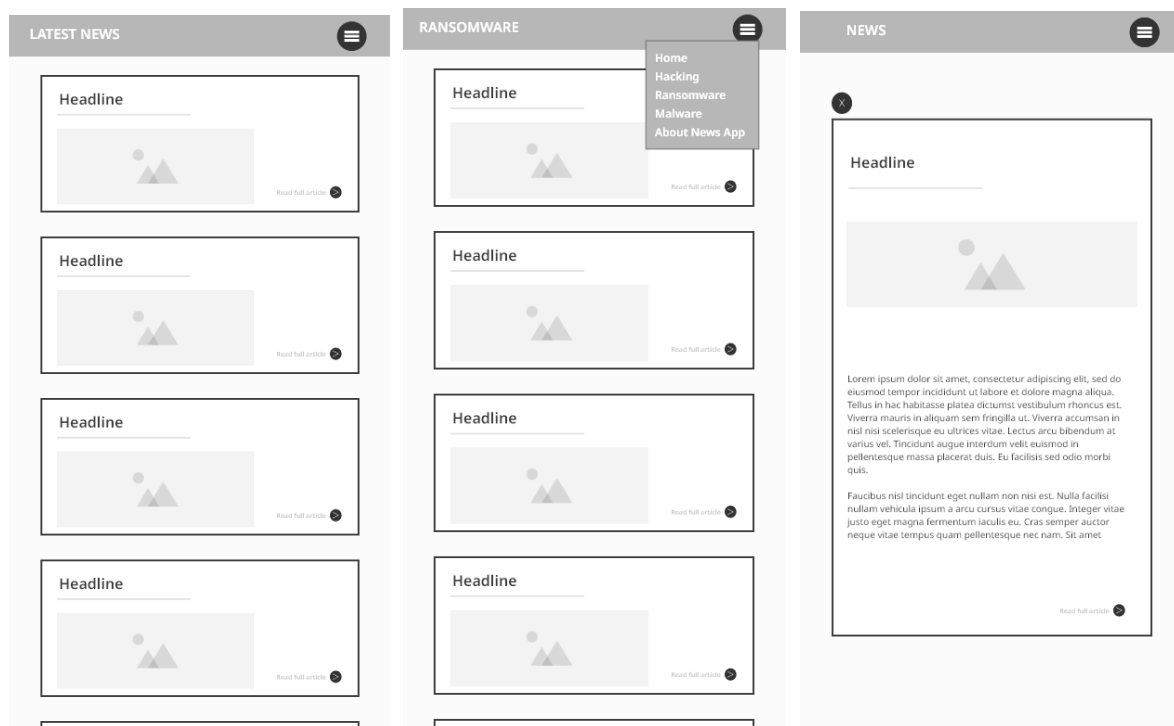 LATEST NEWS
Headline
Read full article >
Headline
Read full article >
Headline
Read full article >
Headline
Read full article >
RANSOMWARE
Home
Hacking
Ransomware
Malware
About News App
Headline
Read full article >
Headline
Read full article >
Headline
Read full article >
Headline
Read full article >
NEWS
X
Headline
Lorem ipsum dolor sit amet, consectetur adipiscing elit, sed do
eiusmod tempor incididunt ut labore et dolore magna aliqua.
Tellus in hac habitasse platea dictumst vestibulum rhoncus est.
Viverra mauris in aliquam sem fringilla ut. Viverra accumsan in
nisl nisi scelerisque eu ultrices vitae. Lectus arcu bibendum at
varius vel. Tincidunt augue interdum velit euismod in
pellentesque massa placerat duis. Eu facilisis sed odio morbi
quis.
Faucibus nisl tincidunt eget nullam non nisi est. Nulla facilisi
nullam vehicula ipsum a arcu cursus vitae congue. Integer vitae
justo eget magna fermentum iaculis eu. Cras semper auctor
neque vitae tempus quam pellentesque nec nam. Sit amet
Read full article >